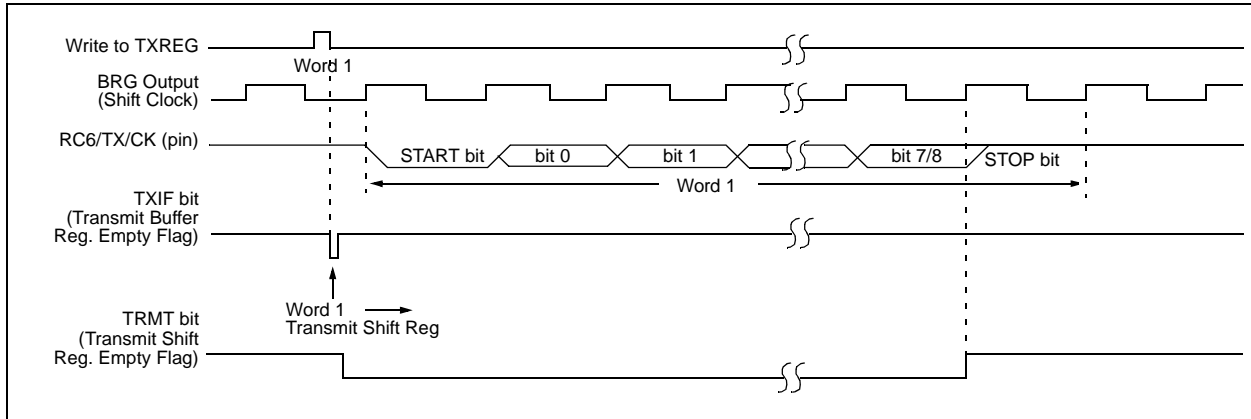 Write to TXREG
Word 1
BRG Output
(Shift Clock)
RC6/TX/CK (pin)
START bit
bit 0
bit 1
bit 7/8
STOP bit
Word 1
TXIF bit
(Transmit Buffer
Reg. Empty Flag)
Word 1
Transmit Shift Reg
TRMT bit
(Transmit Shift
Reg. Empty Flag)